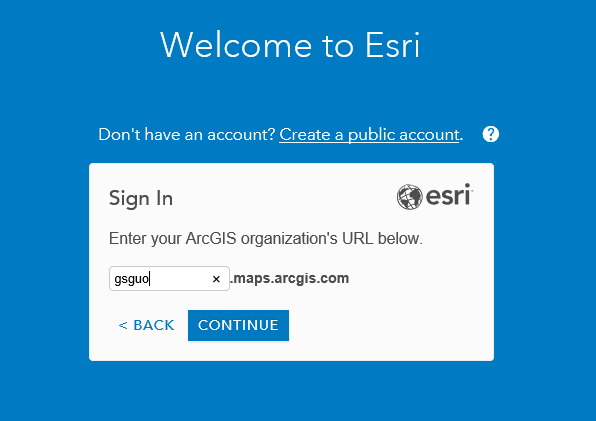 Welcome to Esri
Don't have an account? Create a public account. ?
Sign In
esri
Enter your ArcGIS organization's URL below.
gsguo × .maps.arcgis.com
< BACK CONTINUE